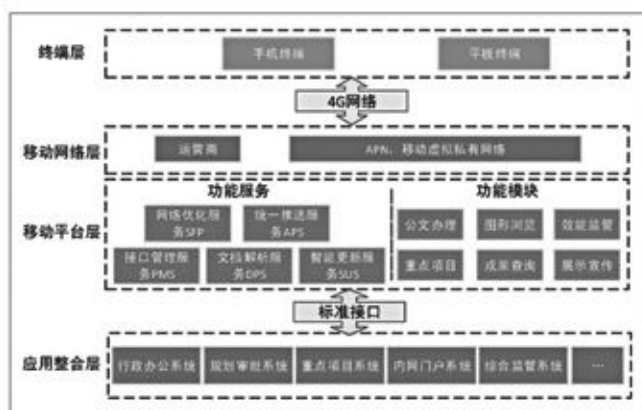 终端层
手机终端
平板终端
4G网络
移动网络层
运营商
APN、移动虚拟私有网络
移动平台层
功能服务
网络优化服
务SFP
统一推送服
务APS
接口管理服
务PMS
文档解析服
务DPS
智能更新服
务SUS
功能模块
公文办理
图形浏览
效能监管
重点项目
成果查询
展示宣传
标准接口
应用整合层
行政办公系统
规划审批系统
重点项目系统
内网门户系统
综合监管系统
…